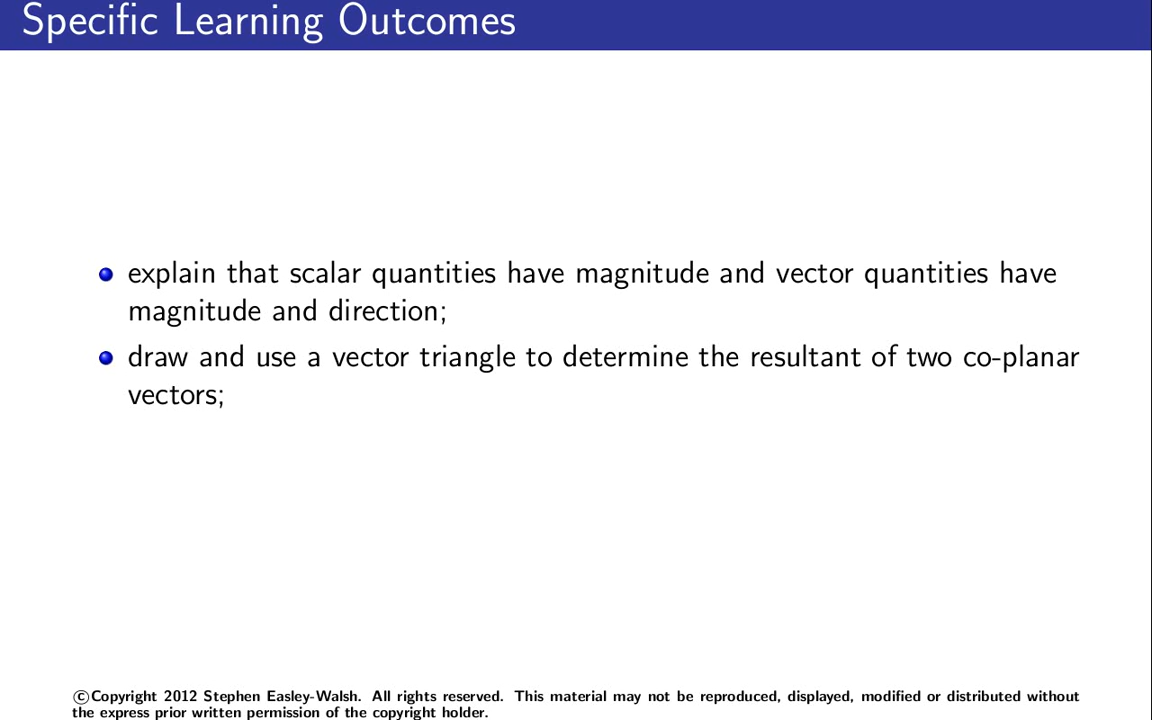 Specific Learning Outcomes
explain that scalar quantities have magnitude and vector quantities have
magnitude and direction;
draw and use a vector triangle to determine the resultant of two co-planar
vectors;
©Copyright 2012 Stephen Easley-Walsh. All rights reserved. This material may not be reproduced, displayed, modified or distributed without
the express prior written permission of the copyright holder.